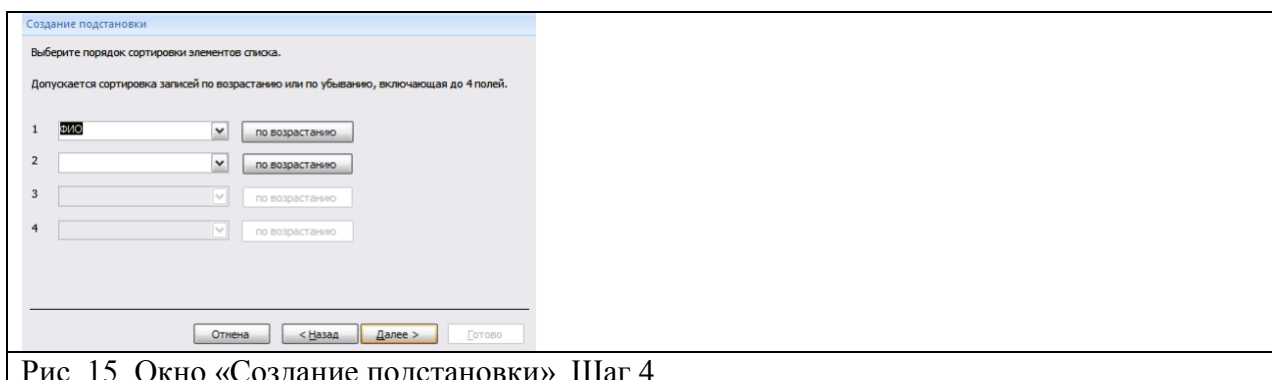 Создание подстановки
Выберите порядок сортировки элементов списка.
Допускается сортировка записей по возрастанию или по убыванию, включающая до 4 полей.
1 ФИО по возрастанию
2 по возрастанию
3 по возрастанию
4 по возрастанию
Отмена < Назад Далее > Готово
Рис. 15. Окно «Создание подстановки». Шаг 4